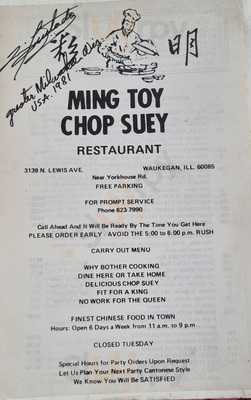 greater Milwaukee
USA. 1981
彩 明
MING TOY
CHOP SUEY
RESTAURANT
3139 N. LEWIS AVE. WAUKEGAN, ILL. 60085
Near Yorkhouse Rd.
FREE PARKING
FOR PROMPT SERVICE
Phone 623-7990
Call Ahead And It Will Be Ready By The Time You Get Here
PLEASE ORDER EARLY - AVOID THE 5:00 to 6:00 p.m. RUSH
CARRY OUT MENU
WHY BOTHER COOKING
DINE HERE OR TAKE HOME
DELICIOUS CHOP SUEY
FIT FOR A KING
NO WORK FOR THE QUEEN
FINEST CHINESE FOOD IN TOWN
Hours: Open 6 Days a Week from 11 a.m. to 9 p.m
CLOSED TUESDAY
Special Hours for Party Orders Upon Request
Let Us Plan Your Next Party Cantonese Style
We Know You Will Be SATISFIED